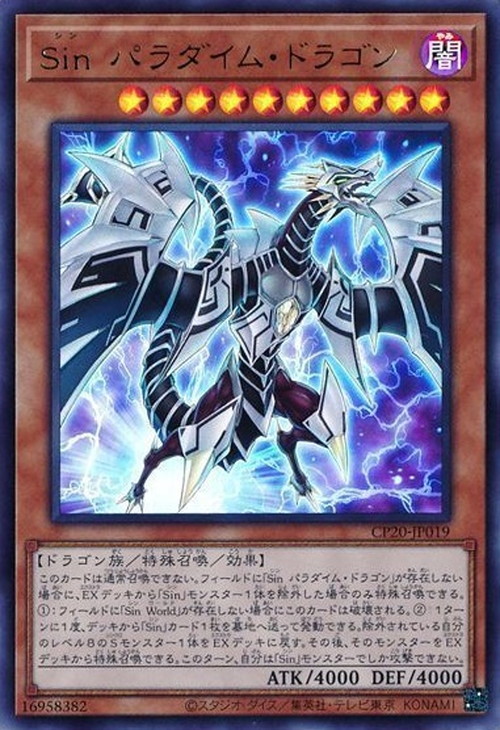 Sin パラダイム・ドラゴン
闇
CP20-JP019
【ドラゴン族／特殊召喚／効果】
このカードは通常召喚できない。フィールドに「Sin パラダイム・ドラゴン」が存在しない
場合に、EXデッキから「Sin」モンスター1体を除外した場合のみ特殊召喚できる。
①：フィールドに「Sin World」が存在しない場合にこのカードは破壊される。②：1ターン
に1度、デッキから「Sin」カード1枚を墓地へ送って発動できる。除外されている自分
のレベル8のSモンスター1体をEXデッキに戻す。その後、そのモンスターをEX
デッキから特殊召喚できる。このターン、自分は「Sin」モンスターでしか攻撃できない。
ATK/4000 DEF/4000
16958382 ©スタジオ・ダイス／集英社・テレビ東京 KONAMI